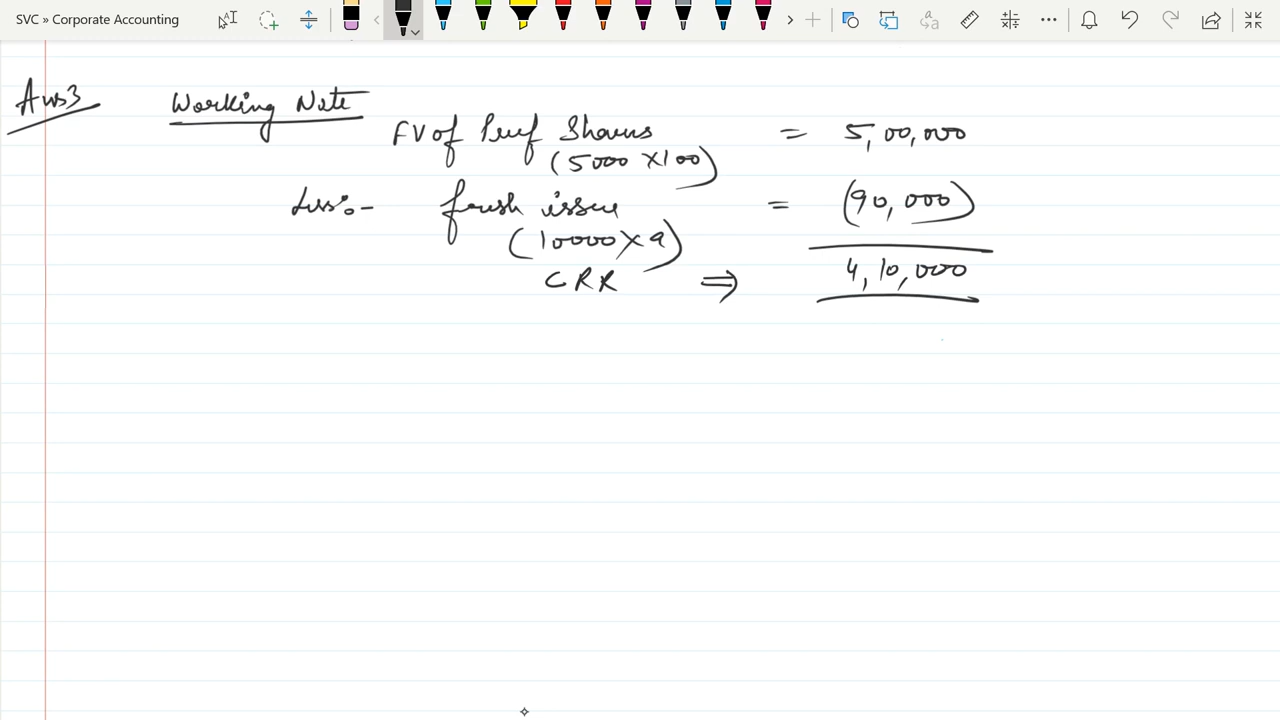 SVC » Corporate Accounting
Ans3 Working Note
FV of Pref Shares = 5,00,000
(5000 × 100)
Less:- fresh issue = (90,000)
(10000 × 9)
CRR ⇒ 4,10,000